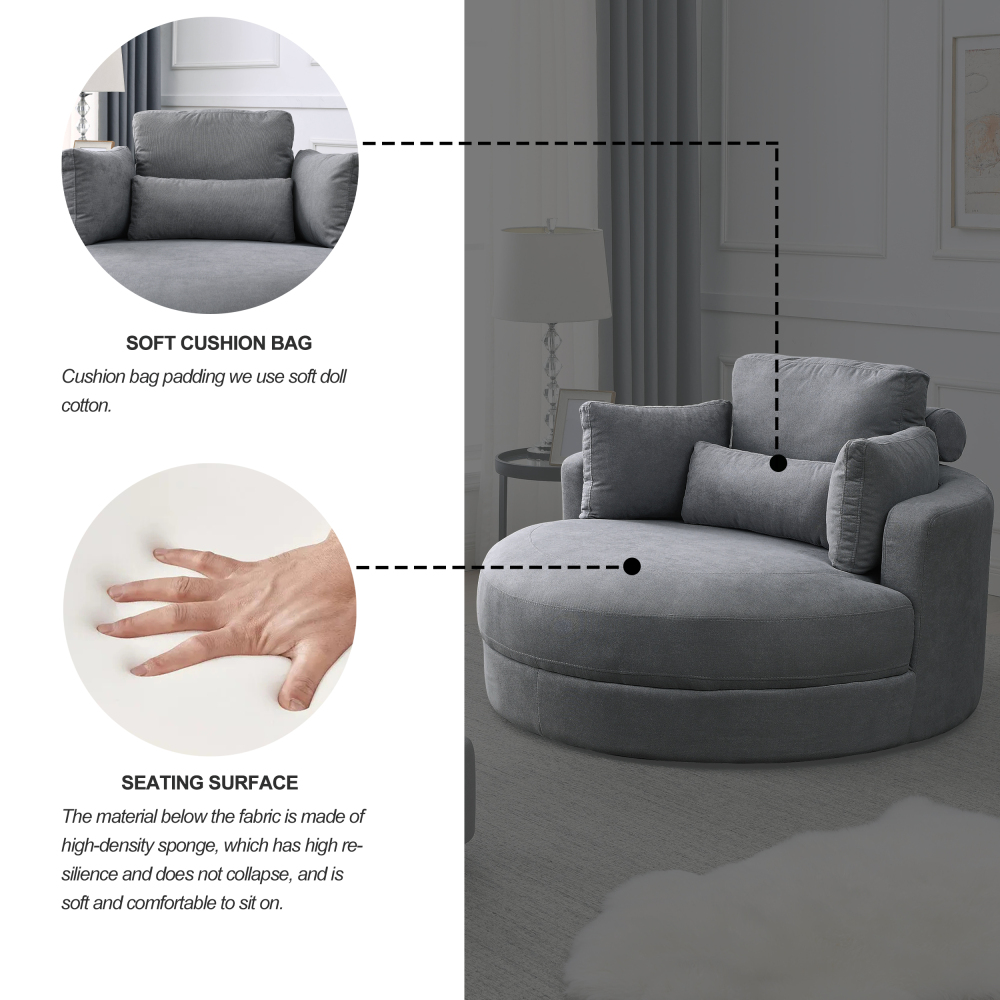 SOFT CUSHION BAG
Cushion bag padding we use soft doll
cotton.
SEATING SURFACE
The material below the fabric is made of
high-density sponge, which has high re-
silience and does not collapse, and is
soft and comfortable to sit on.